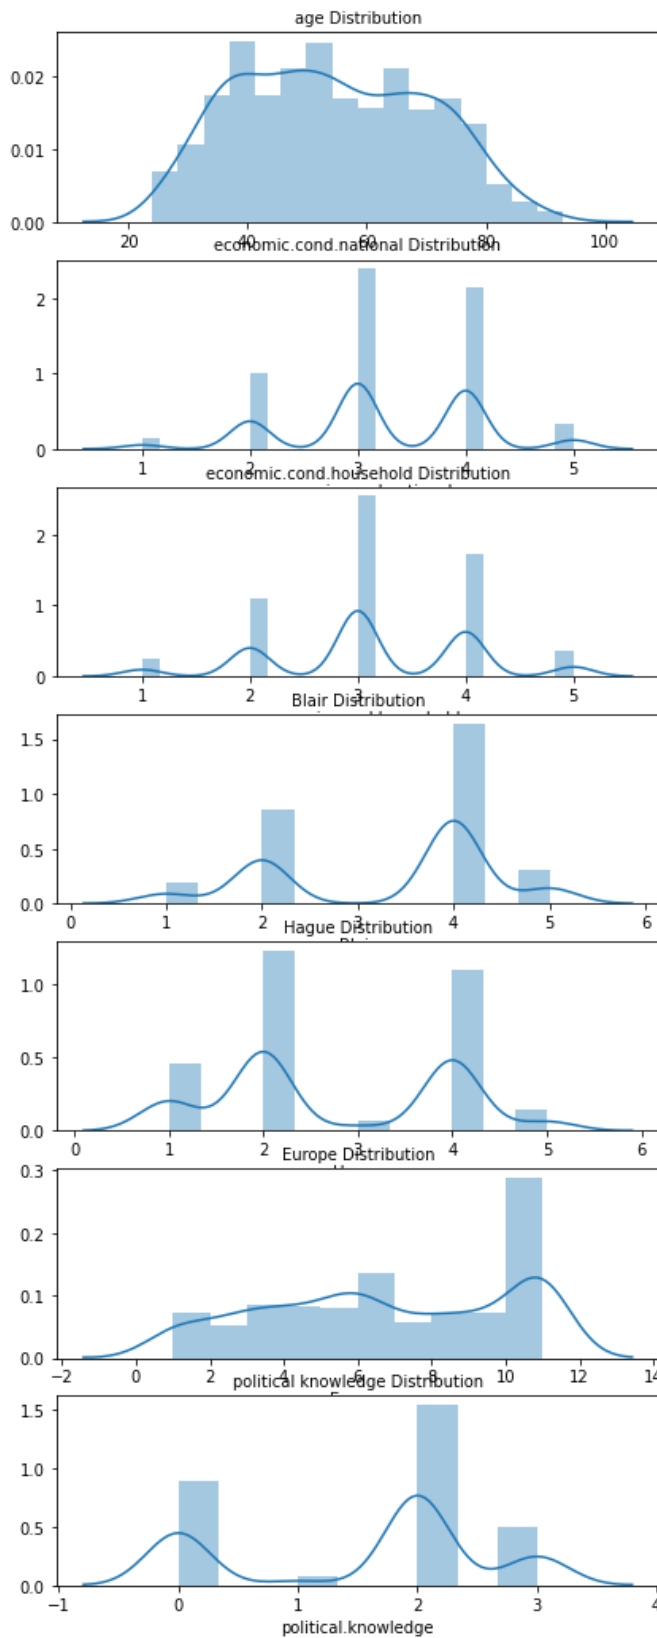 age Distribution
0.02
0.01
0.00
20 40 60 80 100
economic.cond.national Distribution
2
1
0
1 2 3 4 5
economic.cond.household Distribution
2
1
0
1 2 3 4 5
Blair Distribution
1.5
1.0
0.5
0.0
0 1 2 3 4 5 6
Hague Distribution
1.0
0.5
0.0
0 1 2 3 4 5 6
Europe Distribution
0.3
0.2
0.1
0.0
−2 0 2 4 6 8 10 12 14
political knowledge Distribution
1.5
1.0
0.5
0.0
−1 0 1 2 3 4
political.knowledge